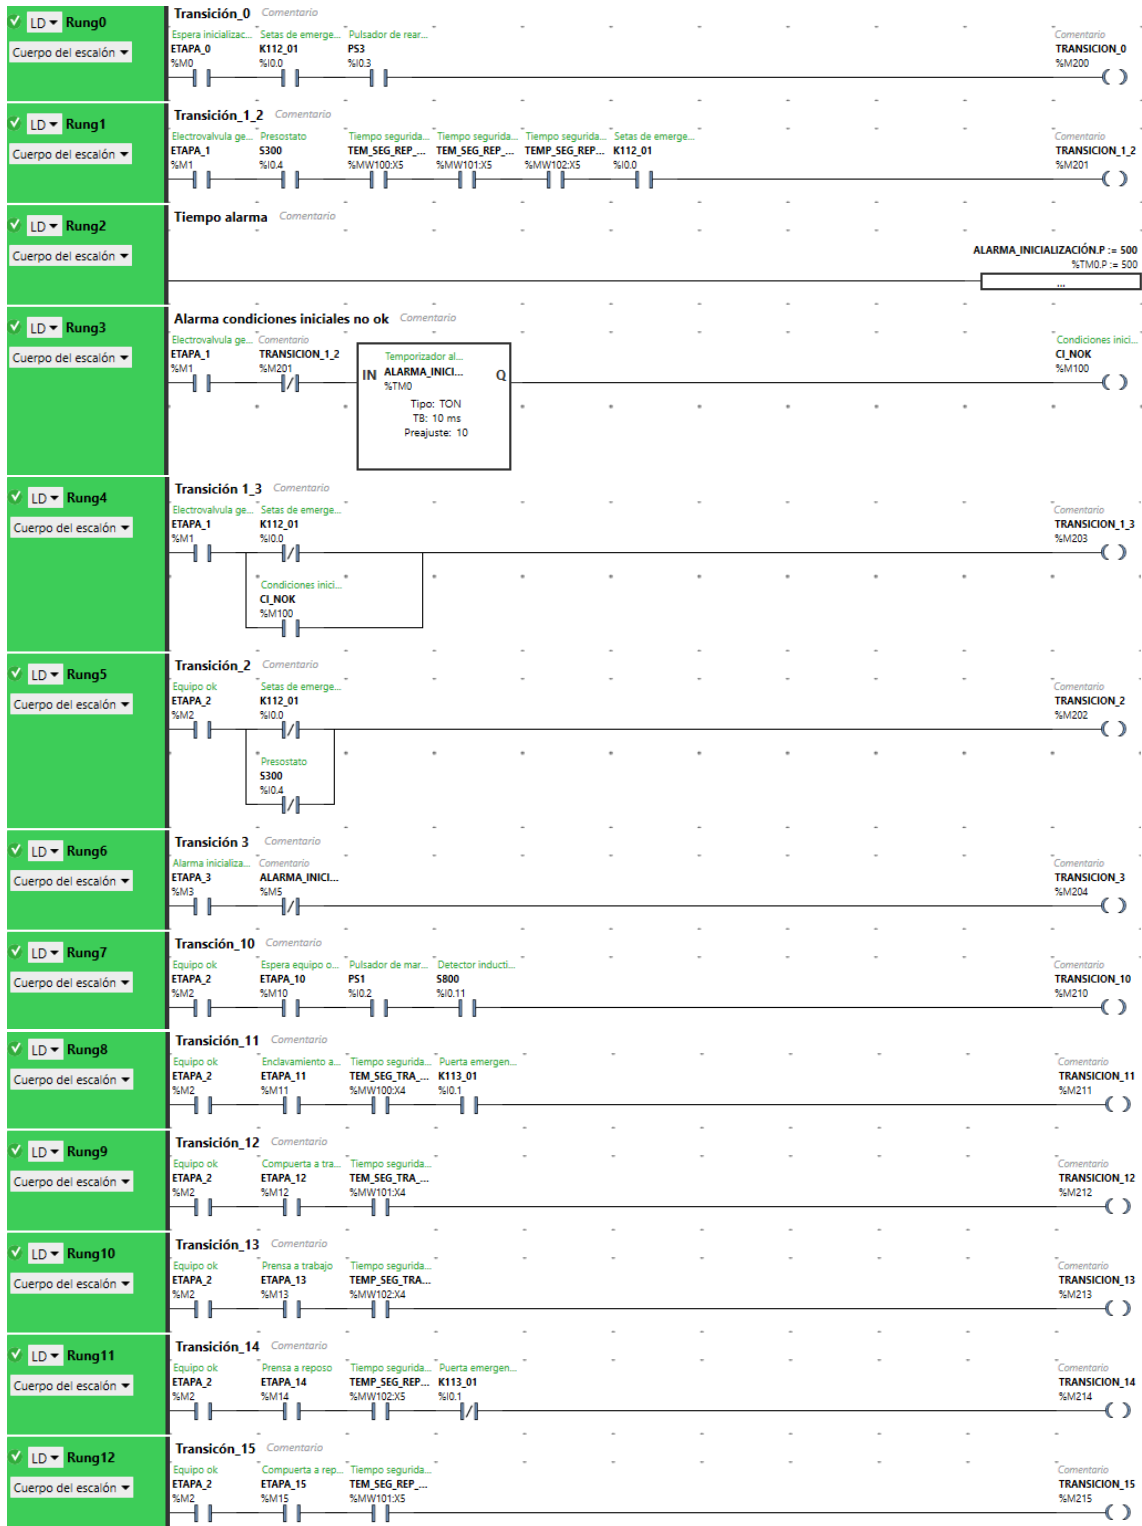 LD Rung0
Cuerpo del escalón
Transición_0 Comentario
Espera inicializac... Setas de emerge... Pulsador de rear... Comentario
ETAPA_0 K112_01 PS3 TRANSICION_0
%M0 %I0.0 %I0.3 %M200
LD Rung1
Cuerpo del escalón
Transición_1_2 Comentario
Electrovalvula ge... Presostato Tiempo segurida... Tiempo segurida... Tiempo segurida... Setas de emerge... Comentario
ETAPA_1 S300 TEM_SEG_REP_... TEM_SEG_REP_... TEMP_SEG_REP... K112_01 TRANSICION_1_2
%M1 %I0.4 %MW100:X5 %MW101:X5 %MW102:X5 %I0.0 %M201
LD Rung2
Cuerpo del escalón
Tiempo alarma Comentario
ALARMA_INICIALIZACIÓN.P := 500
%TM0.P := 500
...
LD Rung3
Cuerpo del escalón
Alarma condiciones iniciales no ok Comentario
Electrovalvula ge... Comentario Condiciones inici...
ETAPA_1 TRANSICION_1_2 CI_NOK
%M1 %M201 %M100
Temporizador al...
IN ALARMA_INICI... Q
%TM0
Tipo: TON
TB: 10 ms
Preajuste: 10
LD Rung4
Cuerpo del escalón
Transición 1_3 Comentario
Electrovalvula ge... Setas de emerge... Comentario
ETAPA_1 K112_01 TRANSICION_1_3
%M1 %I0.0 %M203
Condiciones inici...
CI_NOK
%M100
LD Rung5
Cuerpo del escalón
Transición_2 Comentario
Equipo ok Setas de emerge... Comentario
ETAPA_2 K112_01 TRANSICION_2
%M2 %I0.0 %M202
Presostato
S300
%I0.4
LD Rung6
Cuerpo del escalón
Transición 3 Comentario
Alarma inicializa... Comentario Comentario
ETAPA_3 ALARMA_INICI... TRANSICION_3
%M3 %M5 %M204
LD Rung7
Cuerpo del escalón
Transción_10 Comentario
Equipo ok Espera equipo o... Pulsador de mar... Detector inducti... Comentario
ETAPA_2 ETAPA_10 PS1 S800 TRANSICION_10
%M2 %M10 %I0.2 %I0.11 %M210
LD Rung8
Cuerpo del escalón
Transición_11 Comentario
Equipo ok Enclavamiento a... Tiempo segurida... Puerta emergen... Comentario
ETAPA_2 ETAPA_11 TEM_SEG_TRA_... K113_01 TRANSICION_11
%M2 %M11 %MW100:X4 %I0.1 %M211
LD Rung9
Cuerpo del escalón
Transición_12 Comentario
Equipo ok Compuerta a tra... Tiempo segurida... Comentario
ETAPA_2 ETAPA_12 TEM_SEG_TRA_... TRANSICION_12
%M2 %M12 %MW101:X4 %M212
LD Rung10
Cuerpo del escalón
Transición_13 Comentario
Equipo ok Prensa a trabajo Tiempo segurida... Comentario
ETAPA_2 ETAPA_13 TEMP_SEG_TRA... TRANSICION_13
%M2 %M13 %MW102:X4 %M213
LD Rung11
Cuerpo del escalón
Transición_14 Comentario
Equipo ok Prensa a reposo Tiempo segurida... Puerta emergen... Comentario
ETAPA_2 ETAPA_14 TEMP_SEG_REP... K113_01 TRANSICION_14
%M2 %M14 %MW102:X5 %I0.1 %M214
LD Rung12
Cuerpo del escalón
Transicón_15 Comentario
Equipo ok Compuerta a rep... Tiempo segurida... Comentario
ETAPA_2 ETAPA_15 TEM_SEG_REP_... TRANSICION_15
%M2 %M15 %MW101:X5 %M215